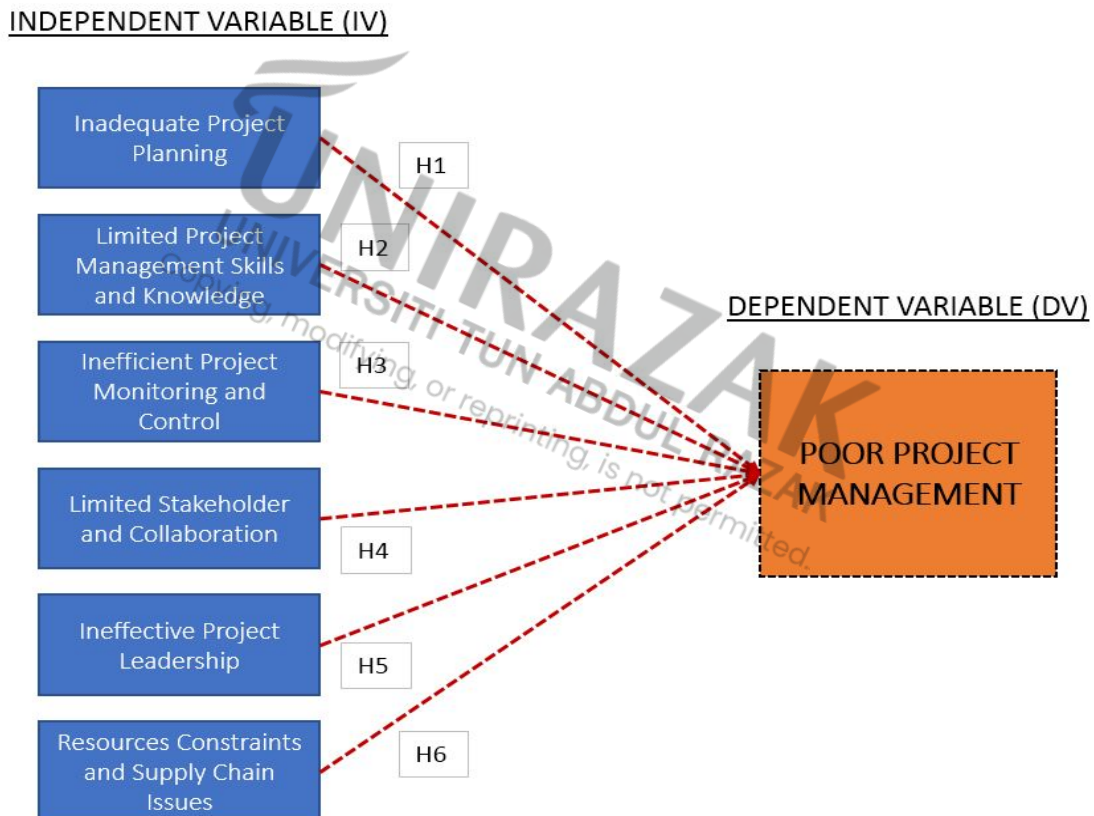 INDEPENDENT VARIABLE (IV)
Inadequate Project
Planning
H1
Limited Project
Management Skills
and Knowledge
H2
Inefficient Project
Monitoring and
Control
H3
Limited Stakeholder
and Collaboration
H4
Ineffective Project
Leadership
H5
Resources Constraints
and Supply Chain
Issues
H6
DEPENDENT VARIABLE (DV)
POOR PROJECT
MANAGEMENT
UNIRAZAK
UNIVERSITI TUN ABDUL RAZAK
copying, modifying, or reprinting, is not permitted.